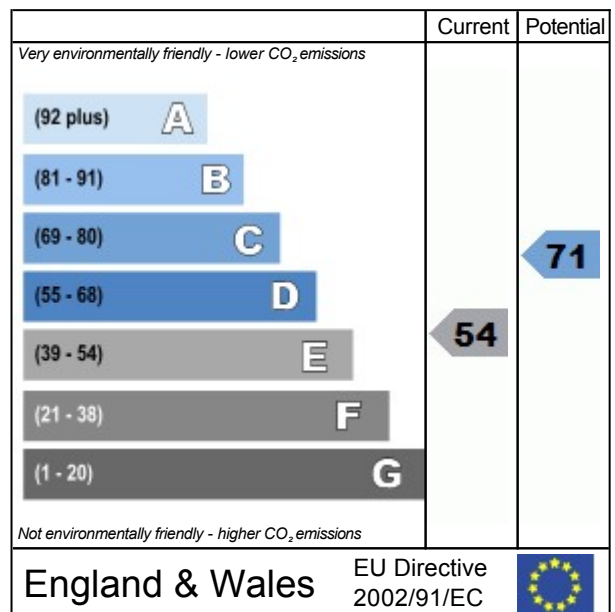 Current Potential
Very environmentally friendly - lower CO₂ emissions
(92 plus) A
(81 - 91) B
(69 - 80) C
71
(55 - 68) D
54
(39 - 54) E
(21 - 38) F
(1 - 20) G
Not environmentally friendly - higher CO₂ emissions
England & Wales
EU Directive
2002/91/EC